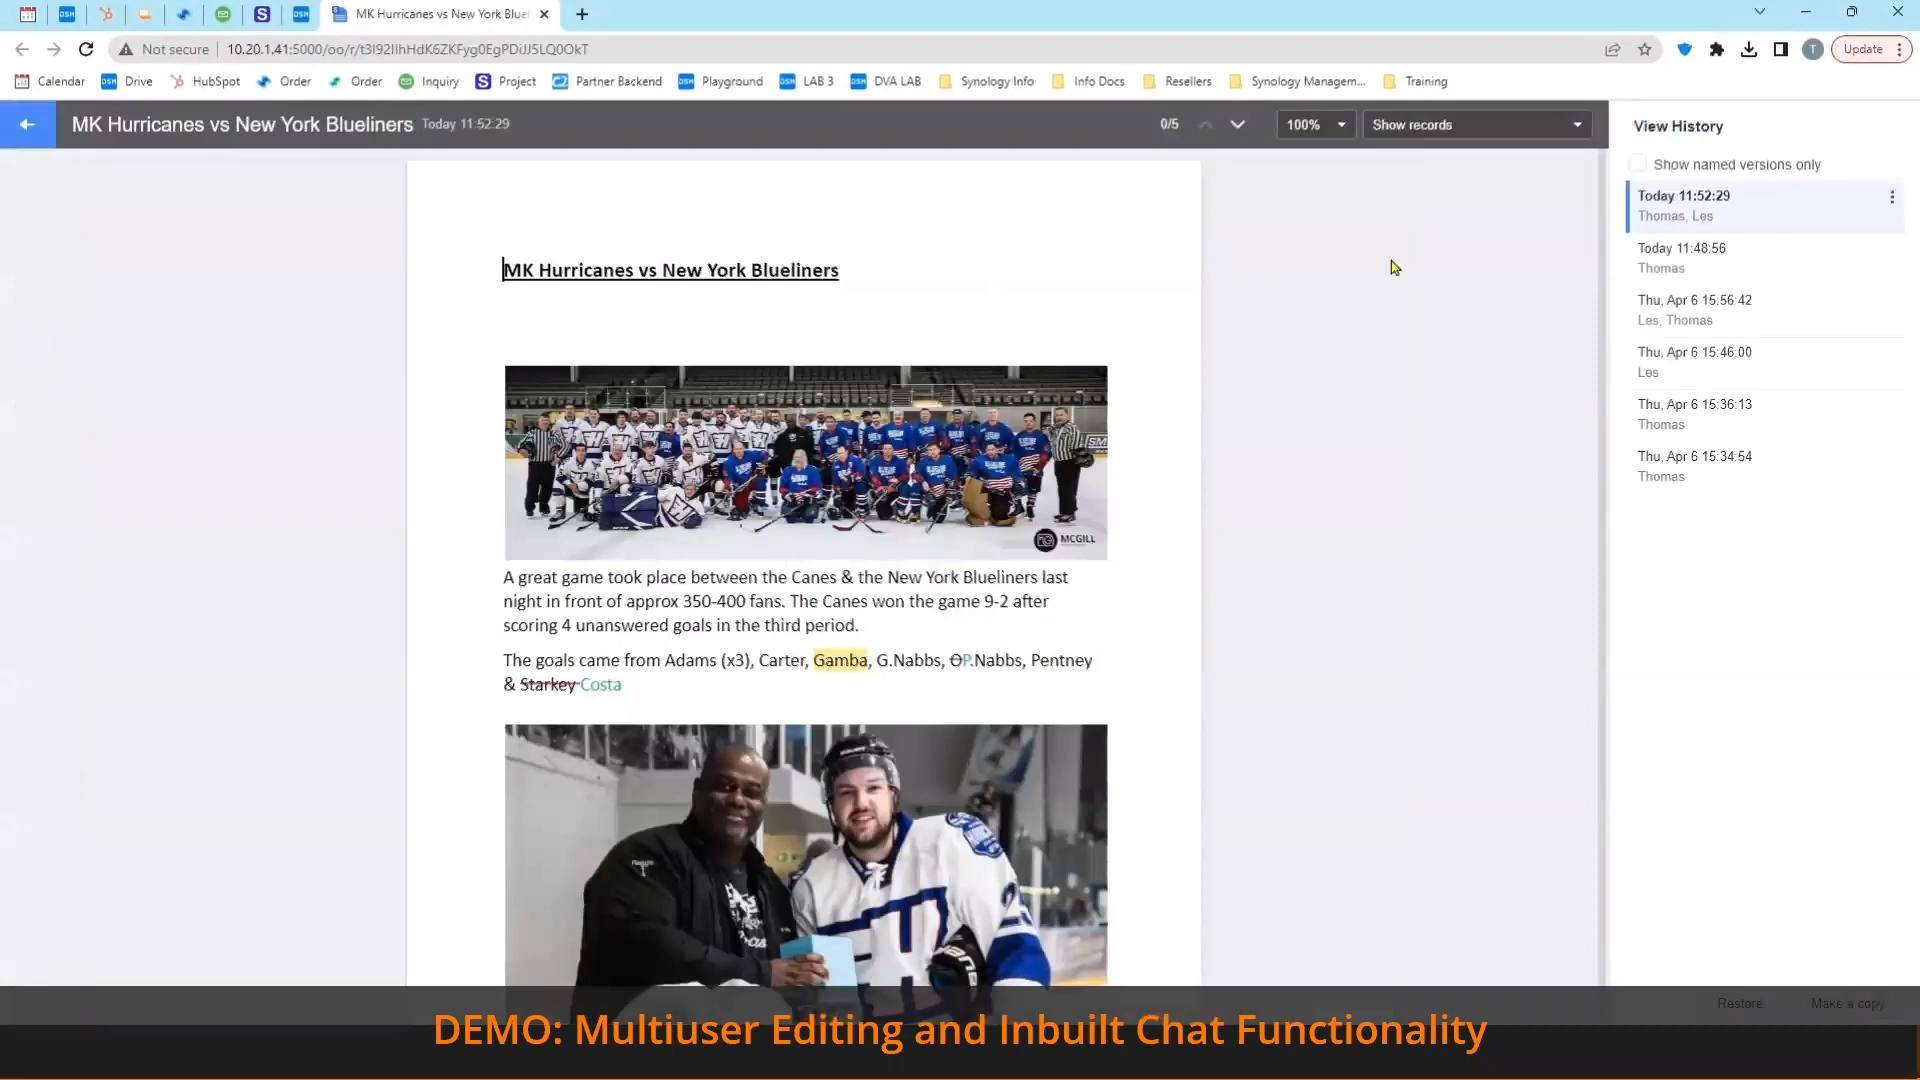 MK Hurricanes vs New York Blue
Not secure
10.20.1.41:5000/oo/r/t3I92IIhHdK6ZKFyg0EgPDiJJ5LQ0OkT
T
Update
Calendar
DSM Drive
HubSpot
Order
Order
Inquiry
S Project
Partner Backend
DSM Playground
DSM LAB 3
DSM DVA LAB
Synology Info
Info Docs
Resellers
Synology Managem...
Training
MK Hurricanes vs New York Blueliners Today 11:52:29
0/5
100%
Show records
View History
Show named versions only
Today 11:52:29
Thomas, Les
Today 11:48:56
Thomas
Thu, Apr 6 15:56:42
Les, Thomas
Thu, Apr 6 15:46:00
Les
Thu, Apr 6 15:36:13
Thomas
Thu, Apr 6 15:34:54
Thomas
MK Hurricanes vs New York Blueliners
MCGILL
A great game took place between the Canes & the New York Blueliners last
night in front of approx 350-400 fans. The Canes won the game 9-2 after
scoring 4 unanswered goals in the third period.
The goals came from Adams (x3), Carter, Gamba, G.Nabbs, OP.Nabbs, Pentney
& Starkey Costa
Restore
Make a copy
DEMO: Multiuser Editing and Inbuilt Chat Functionality